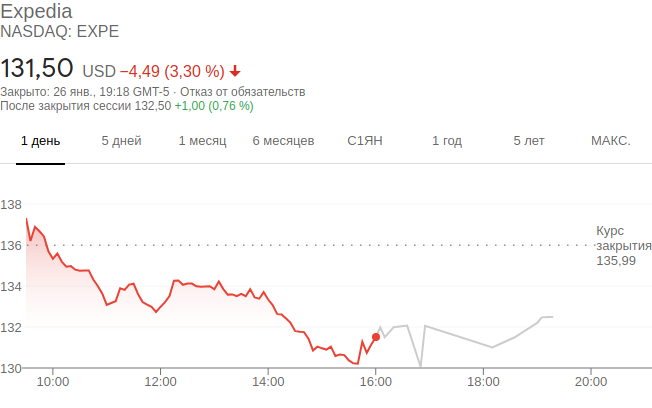 Expedia
NASDAQ: EXPE
131,50 USD −4,49 (3,30 %)
Закрыто: 26 янв., 19:18 GMT-5 · Отказ от обязательств
После закрытия сессии 132,50 +1,00 (0,76 %)
1 день 5 дней 1 месяц 6 месяцев С1ЯН 1 год 5 лет МАКС.
138
Курс
136 закрытия
135,99
134
132
130
10:00 12:00 14:00 16:00 18:00 20:00